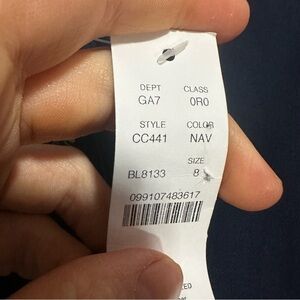 DEPT CLASS
GA7 0R0
STYLE COLOR
CC441 NAV
SIZE
BL8133 8
099107483617